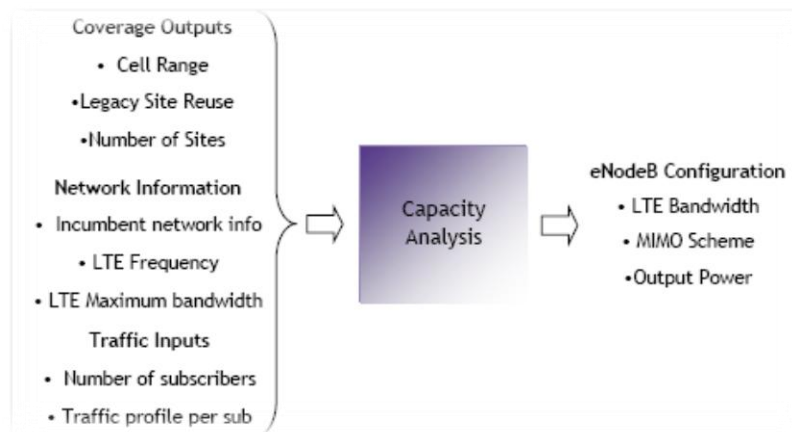 Coverage Outputs
• Cell Range
•Legacy Site Reuse
•Number of Sites
Network Information
• Incumbent network info
• LTE Frequency
• LTE Maximum bandwidth
Traffic Inputs
• Number of subscribers
• Traffic profile per sub
Capacity
Analysis
eNodeB Configuration
• LTE Bandwidth
• MIMO Scheme
•Output Power